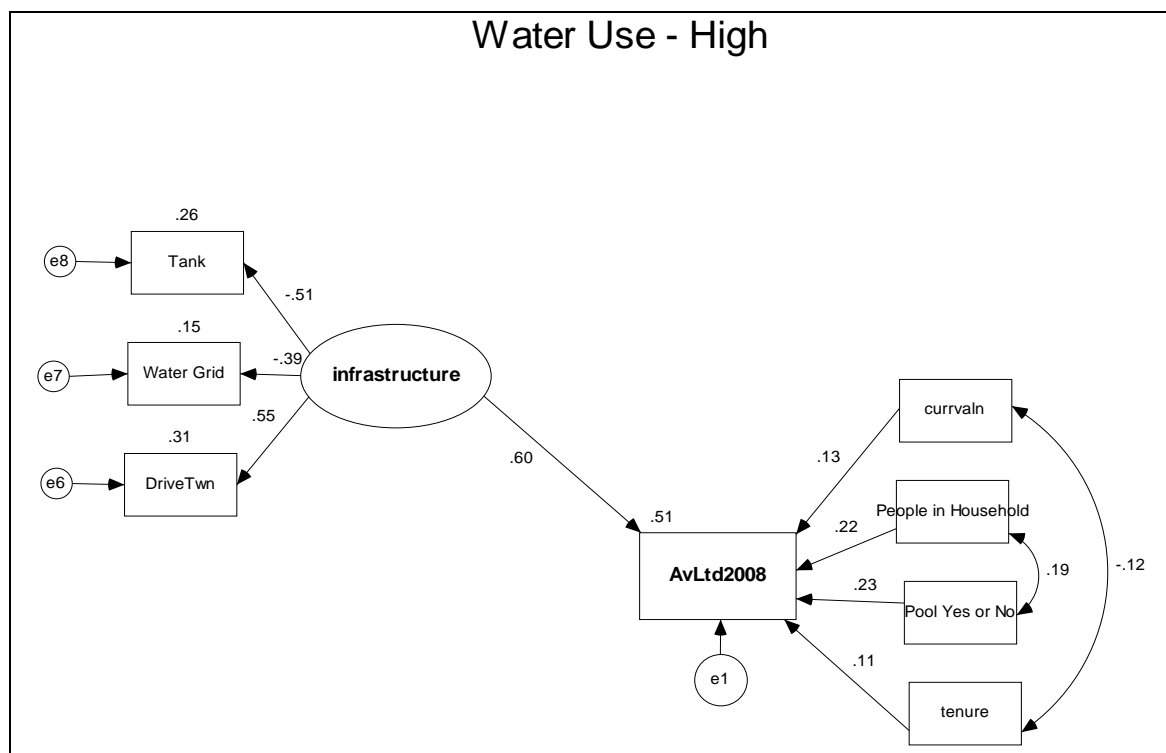 Water Use - High
.26
e8
Tank
-.51
.15
e7
Water Grid
-.39
infrastructure
.55
.31
e6
DriveTwn
.60
currvaln
.13
.51
People in Household
.22
AvLtd2008
.19
-.12
.23
Pool Yes or No
.11
e1
tenure